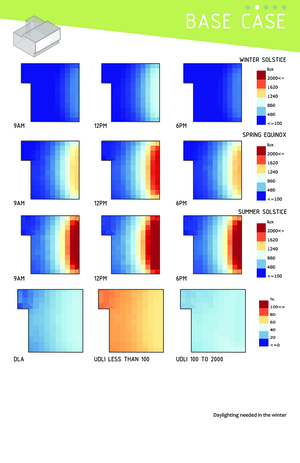 BASE CASE
WINTER SOLSTICE
lux
2000<=
1620
1240
860
480
<=100
9AM 12PM 6PM
SPRING EQUINOX
lux
2000<=
1620
1240
860
480
<=100
9AM 12PM 6PM
SUMMER SOLSTICE
lux
2000<=
1620
1240
860
480
<=100
9AM 12PM 6PM
%
100<=
80
60
40
20
<=0
DLA UDLI LESS THAN 100 UDLI 100 TO 2000
Daylighting needed in the winter